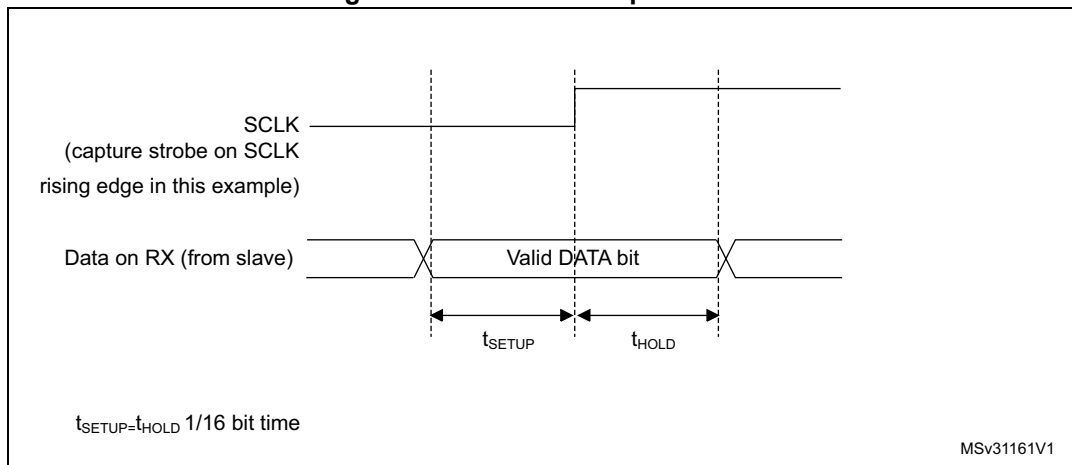 SCLK
(capture strobe on SCLK
rising edge in this example)
Data on RX (from slave)
Valid DATA bit
tSETUP
tHOLD
tSETUP=tHOLD 1/16 bit time
MSv31161V1